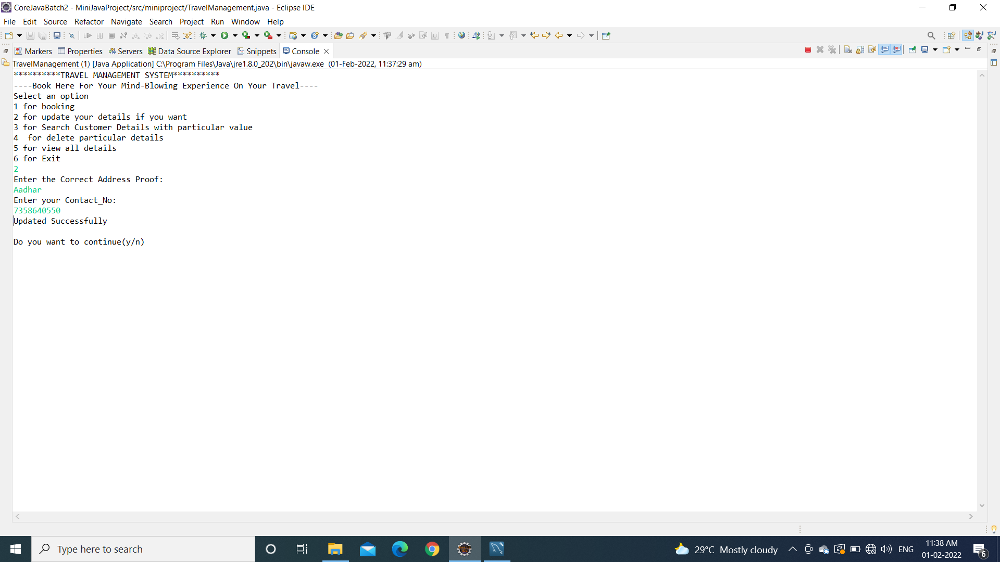 CoreJavaBatch2 - MiniJavaProject/src/miniproject/TravelManagement.java - Eclipse IDE
File Edit Source Refactor Navigate Search Project Run Window Help
Markers Properties Servers Data Source Explorer Snippets Console
TravelManagement (1) [Java Application] C:\Program Files\Java\jre1.8.0_202\bin\javaw.exe (01-Feb-2022, 11:37:29 am)
**********TRAVEL MANAGEMENT SYSTEM**********
----Book Here For Your Mind-Blowing Experience On Your Travel----
Select an option
1 for booking
2 for update your details if you want
3 for Search Customer Details with particular value
4  for delete particular details
5 for view all details
6 for Exit
2
Enter the Correct Address Proof:
Aadhar
Enter your Contact_No:
7358640550
Updated Successfully
Do you want to continue(y/n)
Type here to search
29°C Mostly cloudy
ENG
11:38 AM
01-02-2022
6